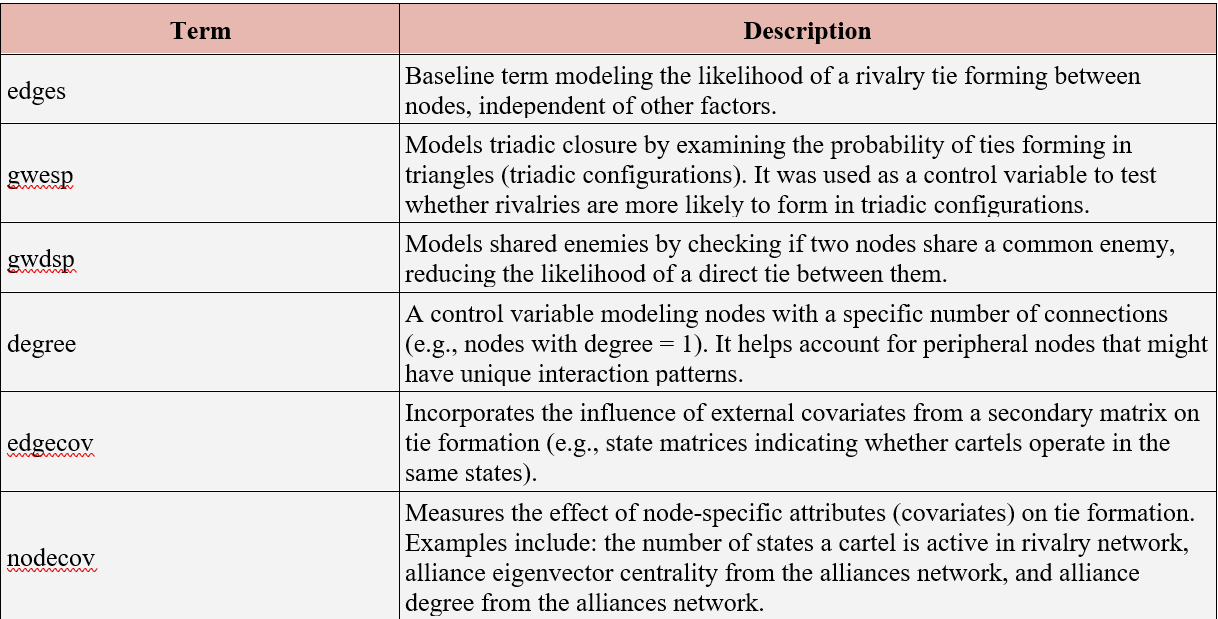 Term
Description
edges
Baseline term modeling the likelihood of a rivalry tie forming between
nodes, independent of other factors.
gwesp
Models triadic closure by examining the probability of ties forming in
triangles (triadic configurations). It was used as a control variable to test
whether rivalries are more likely to form in triadic configurations.
gwdsp
Models shared enemies by checking if two nodes share a common enemy,
reducing the likelihood of a direct tie between them.
degree
A control variable modeling nodes with a specific number of connections
(e.g., nodes with degree = 1). It helps account for peripheral nodes that might
have unique interaction patterns.
edgecov
Incorporates the influence of external covariates from a secondary matrix on
tie formation (e.g., state matrices indicating whether cartels operate in the
same states).
nodecov
Measures the effect of node-specific attributes (covariates) on tie formation.
Examples include: the number of states a cartel is active in rivalry network,
alliance eigenvector centrality from the alliances network, and alliance
degree from the alliances network.